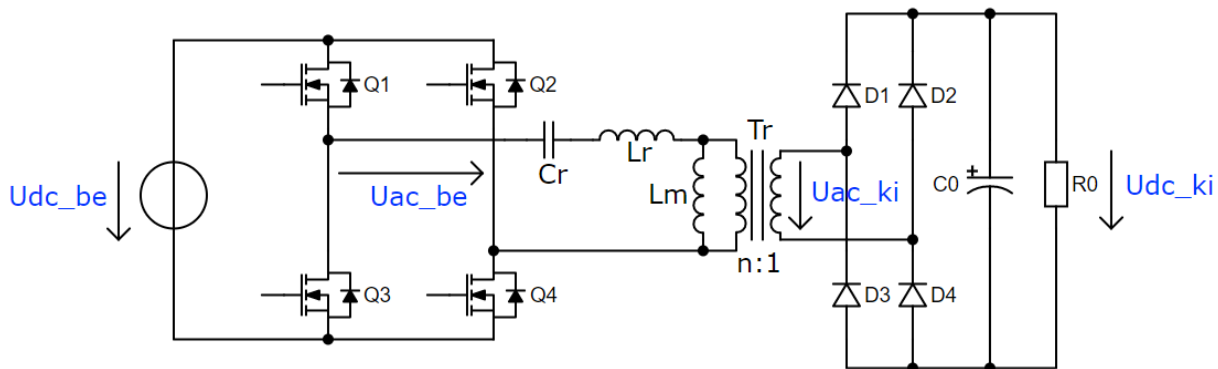 Q1
Q2
D1
D2
Tr
Lr
Cr
Lm
Udc_be
Uac_be
Uac_ki
C0
+
R0
Udc_ki
n:1
Q3
Q4
D3
D4